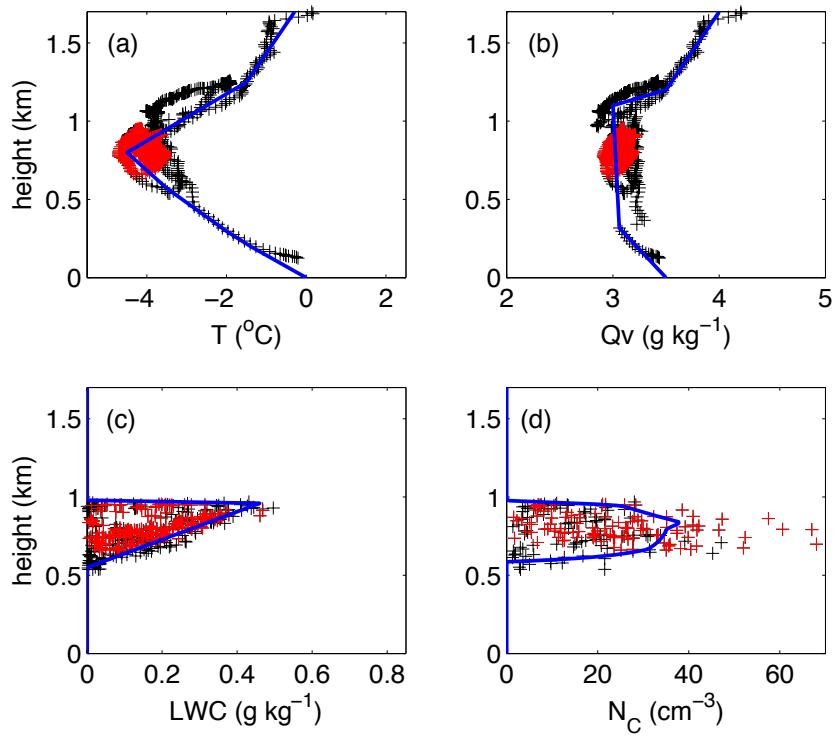 (a)
height (km)
1.5
1
0.5
0
−4 −2 0 2
T (°C)
(b)
1.5
1
0.5
0
2 3 4 5
Qv (g kg⁻¹)
(c)
height (km)
1.5
1
0.5
0
0 0.2 0.4 0.6 0.8
LWC (g kg⁻¹)
(d)
1.5
1
0.5
0
0 20 40 60
N_C (cm⁻³)